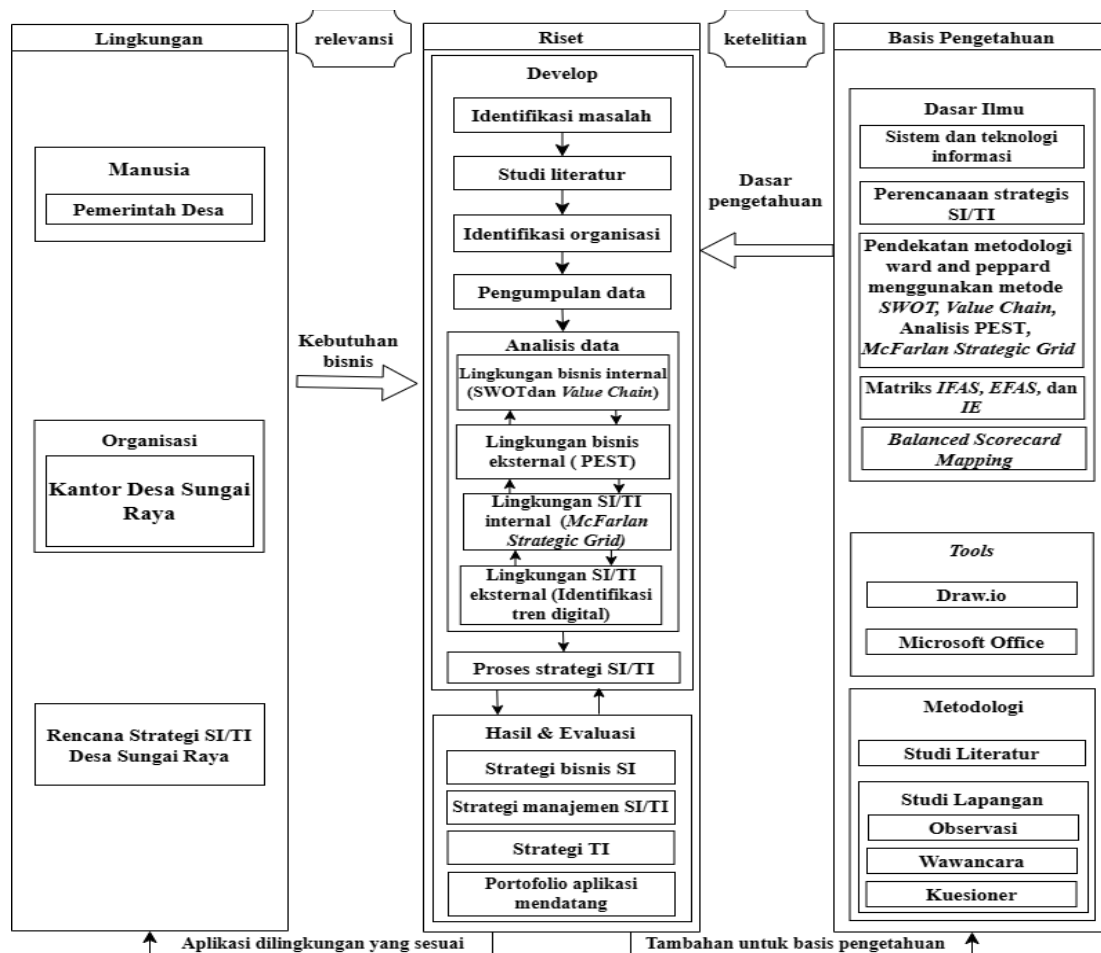 Lingkungan
relevansi
Riset
ketelitian
Basis Pengetahuan
Manusia
Pemerintah Desa
Organisasi
Kantor Desa Sungai
Raya
Rencana Strategi SI/TI
Desa Sungai Raya
Kebutuhan
bisnis
Develop
Identifikasi masalah
Studi literatur
Identifikasi organisasi
Pengumpulan data
Analisis data
Lingkungan bisnis internal
(SWOTdan Value Chain)
Lingkungan bisnis
eksternal ( PEST)
Lingkungan SI/TI
internal (McFarlan
Strategic Grid)
Lingkungan SI/TI
eksternal (Identifikasi
tren digital)
Proses strategi SI/TI
Hasil & Evaluasi
Strategi bisnis SI
Strategi manajemen SI/TI
Strategi TI
Portofolio aplikasi
mendatang
Dasar
pengetahuan
Dasar Ilmu
Sistem dan teknologi
informasi
Perencanaan strategis
SI/TI
Pendekatan metodologi
ward and peppard
menggunakan metode
SWOT, Value Chain,
Analisis PEST,
McFarlan Strategic Grid
Matriks IFAS, EFAS, dan
IE
Balanced Scorecard
Mapping
Tools
Draw.io
Microsoft Office
Metodologi
Studi Literatur
Studi Lapangan
Observasi
Wawancara
Kuesioner
Aplikasi dilingkungan yang sesuai
Tambahan untuk basis pengetahuan